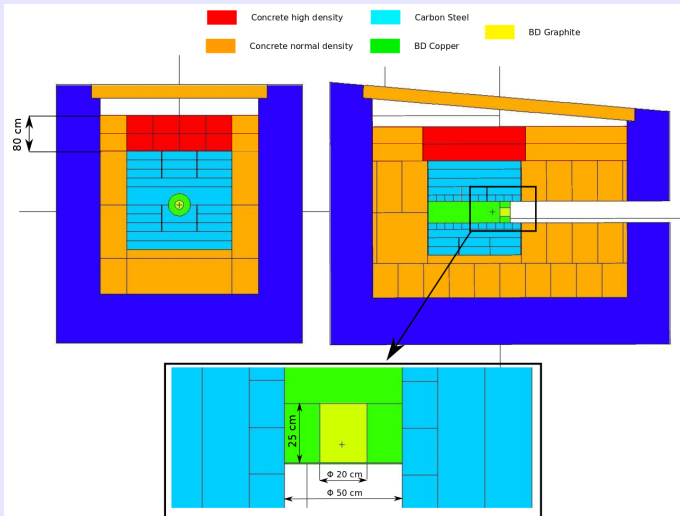 Concrete high density
Carbon Steel
BD Graphite
Concrete normal density
BD Copper
80 cm
25 cm
Φ 20 cm
Φ 50 cm